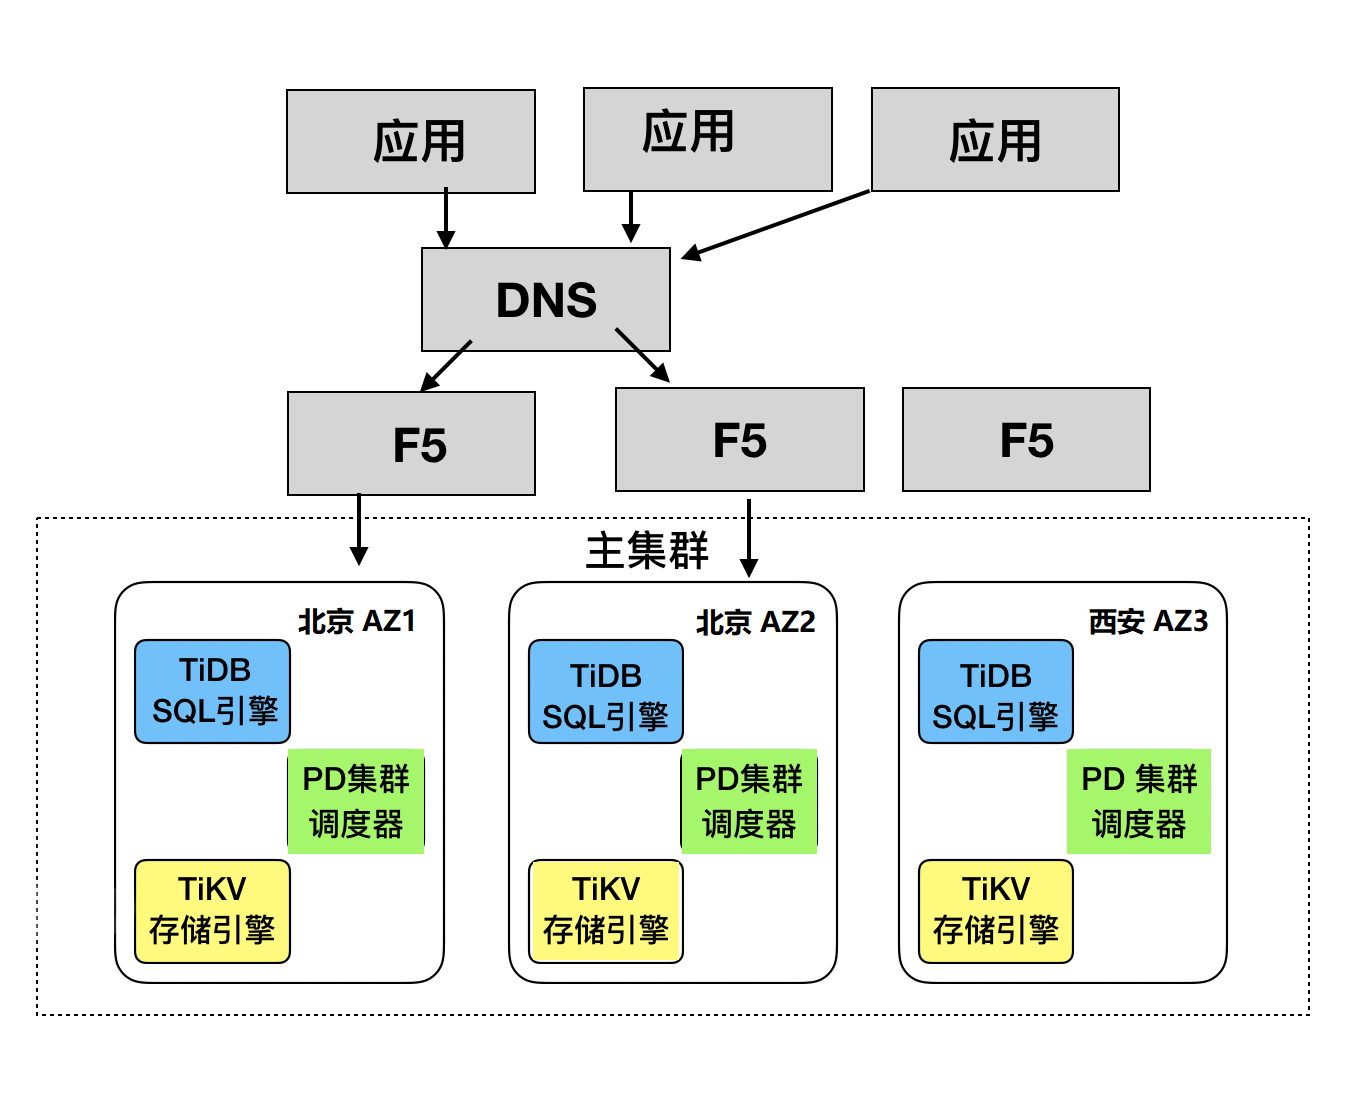 应用
应用
应用
DNS
F5
F5
F5
主集群
北京 AZ1
TiDB
SQL引擎
PD集群
调度器
TiKV
存储引擎
北京 AZ2
TiDB
SQL引擎
PD集群
调度器
TiKV
存储引擎
西安 AZ3
TiDB
SQL引擎
PD 集群
调度器
TiKV
存储引擎